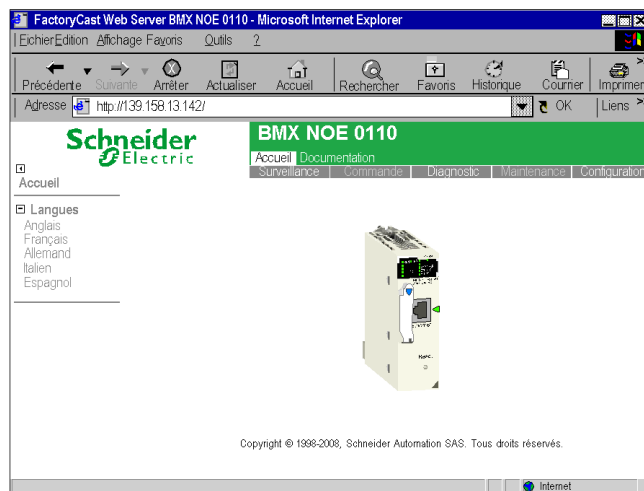 FactoryCast Web Server BMX NOE 0110 - Microsoft Internet Explorer
EichierEdition Affichage Favoris Outils ?
Précédente Suivante Arrêter Actualiser Accueil Rechercher Favoris Historique Courrier Imprimer
Adresse http://139.158.13.142/ OK Liens
Schneider Electric
BMX NOE 0110
Accueil Documentation
Surveillance Commande Diagnostic Maintenance Configuration
Accueil
Langues
Anglais
Français
Allemand
Italien
Espagnol
Copyright © 1998-2008, Schneider Automation SAS. Tous droits réservés.
Internet